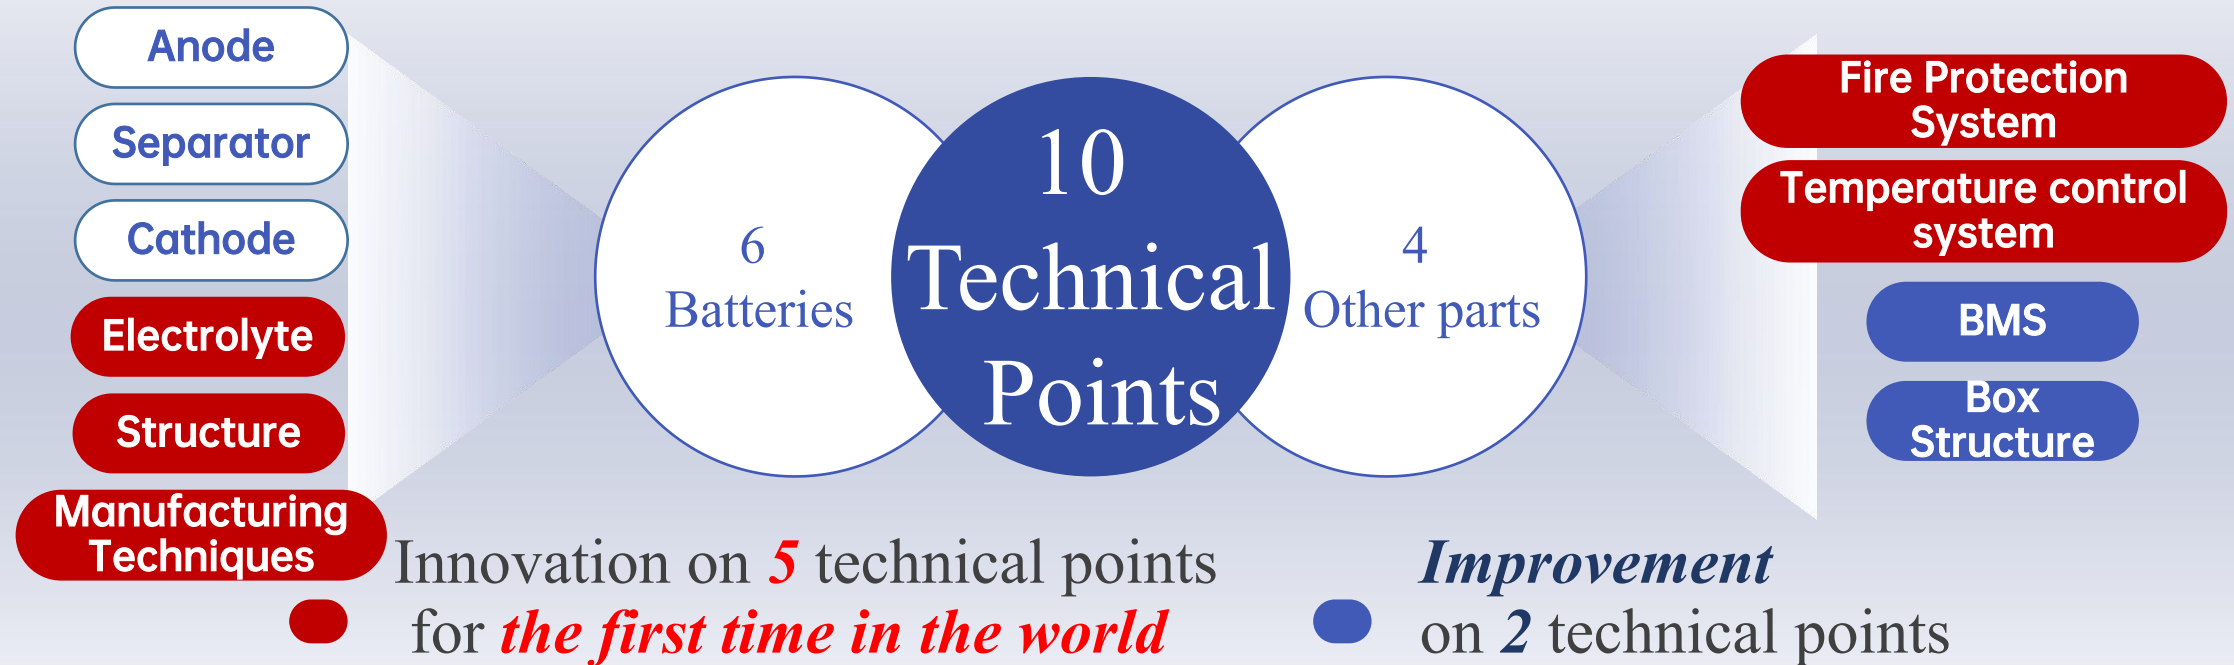 Anode
Separator
Cathode
Electrolyte
Structure
Manufacturing
Techniques
6
Batteries
10
Technical
Points
4
Other parts
Fire Protection
System
Temperature control
system
BMS
Box
Structure
Innovation on 5 technical points
for the first time in the world
Improvement
on 2 technical points